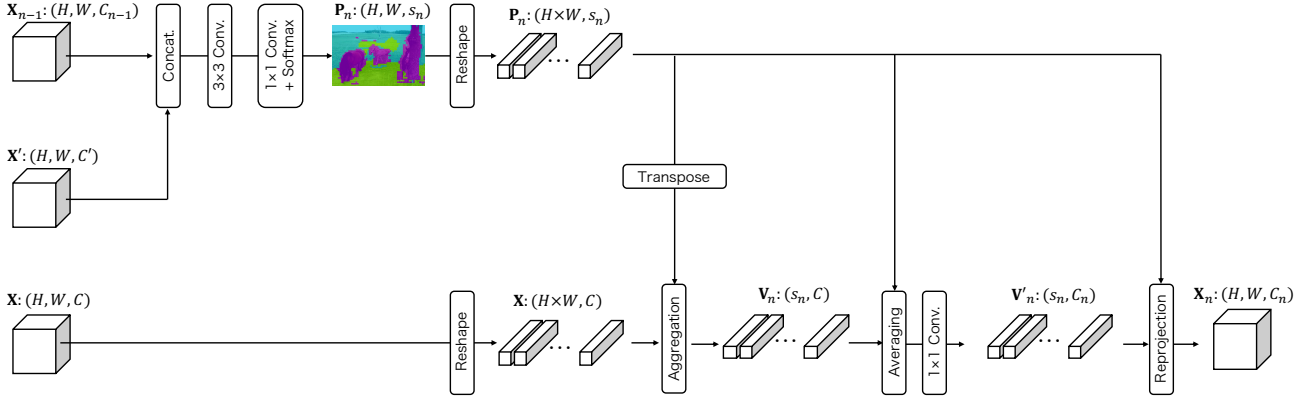 X_{n-1}: (H, W, C_{n-1})
Concat.
3×3 Conv.
1×1 Conv.
+ Softmax
P_n: (H, W, s_n)
Reshape
P_n: (H×W, s_n)
...
X′: (H, W, C′)
Transpose
X: (H, W, C)
Reshape
X: (H×W, C)
...
Aggregation
V_n: (s_n, C)
...
Averaging
1×1 Conv.
V′_n: (s_n, C_n)
...
Reprojection
X_n: (H, W, C_n)